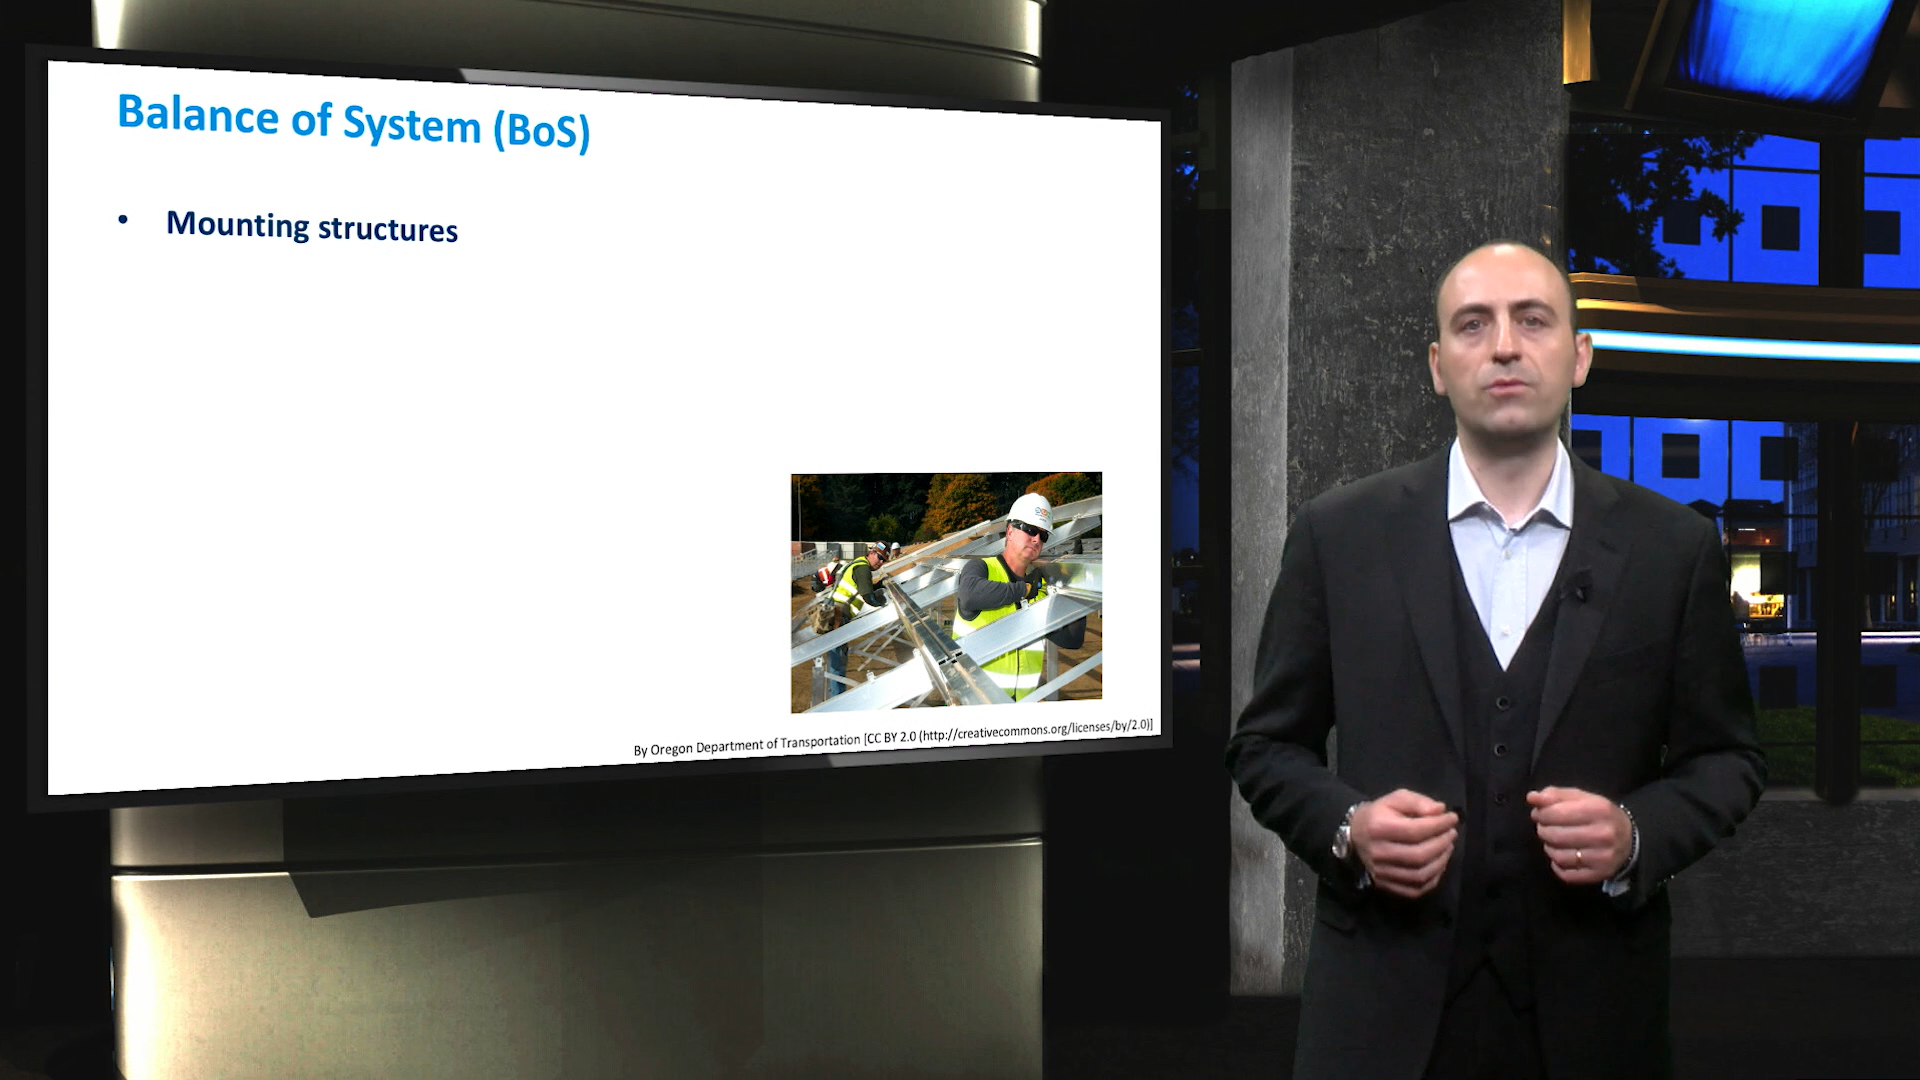 Balance of System (BoS)
• Mounting structures
By Oregon Department of Transportation [CC BY 2.0 (http://creativecommons.org/licenses/by/2.0)]